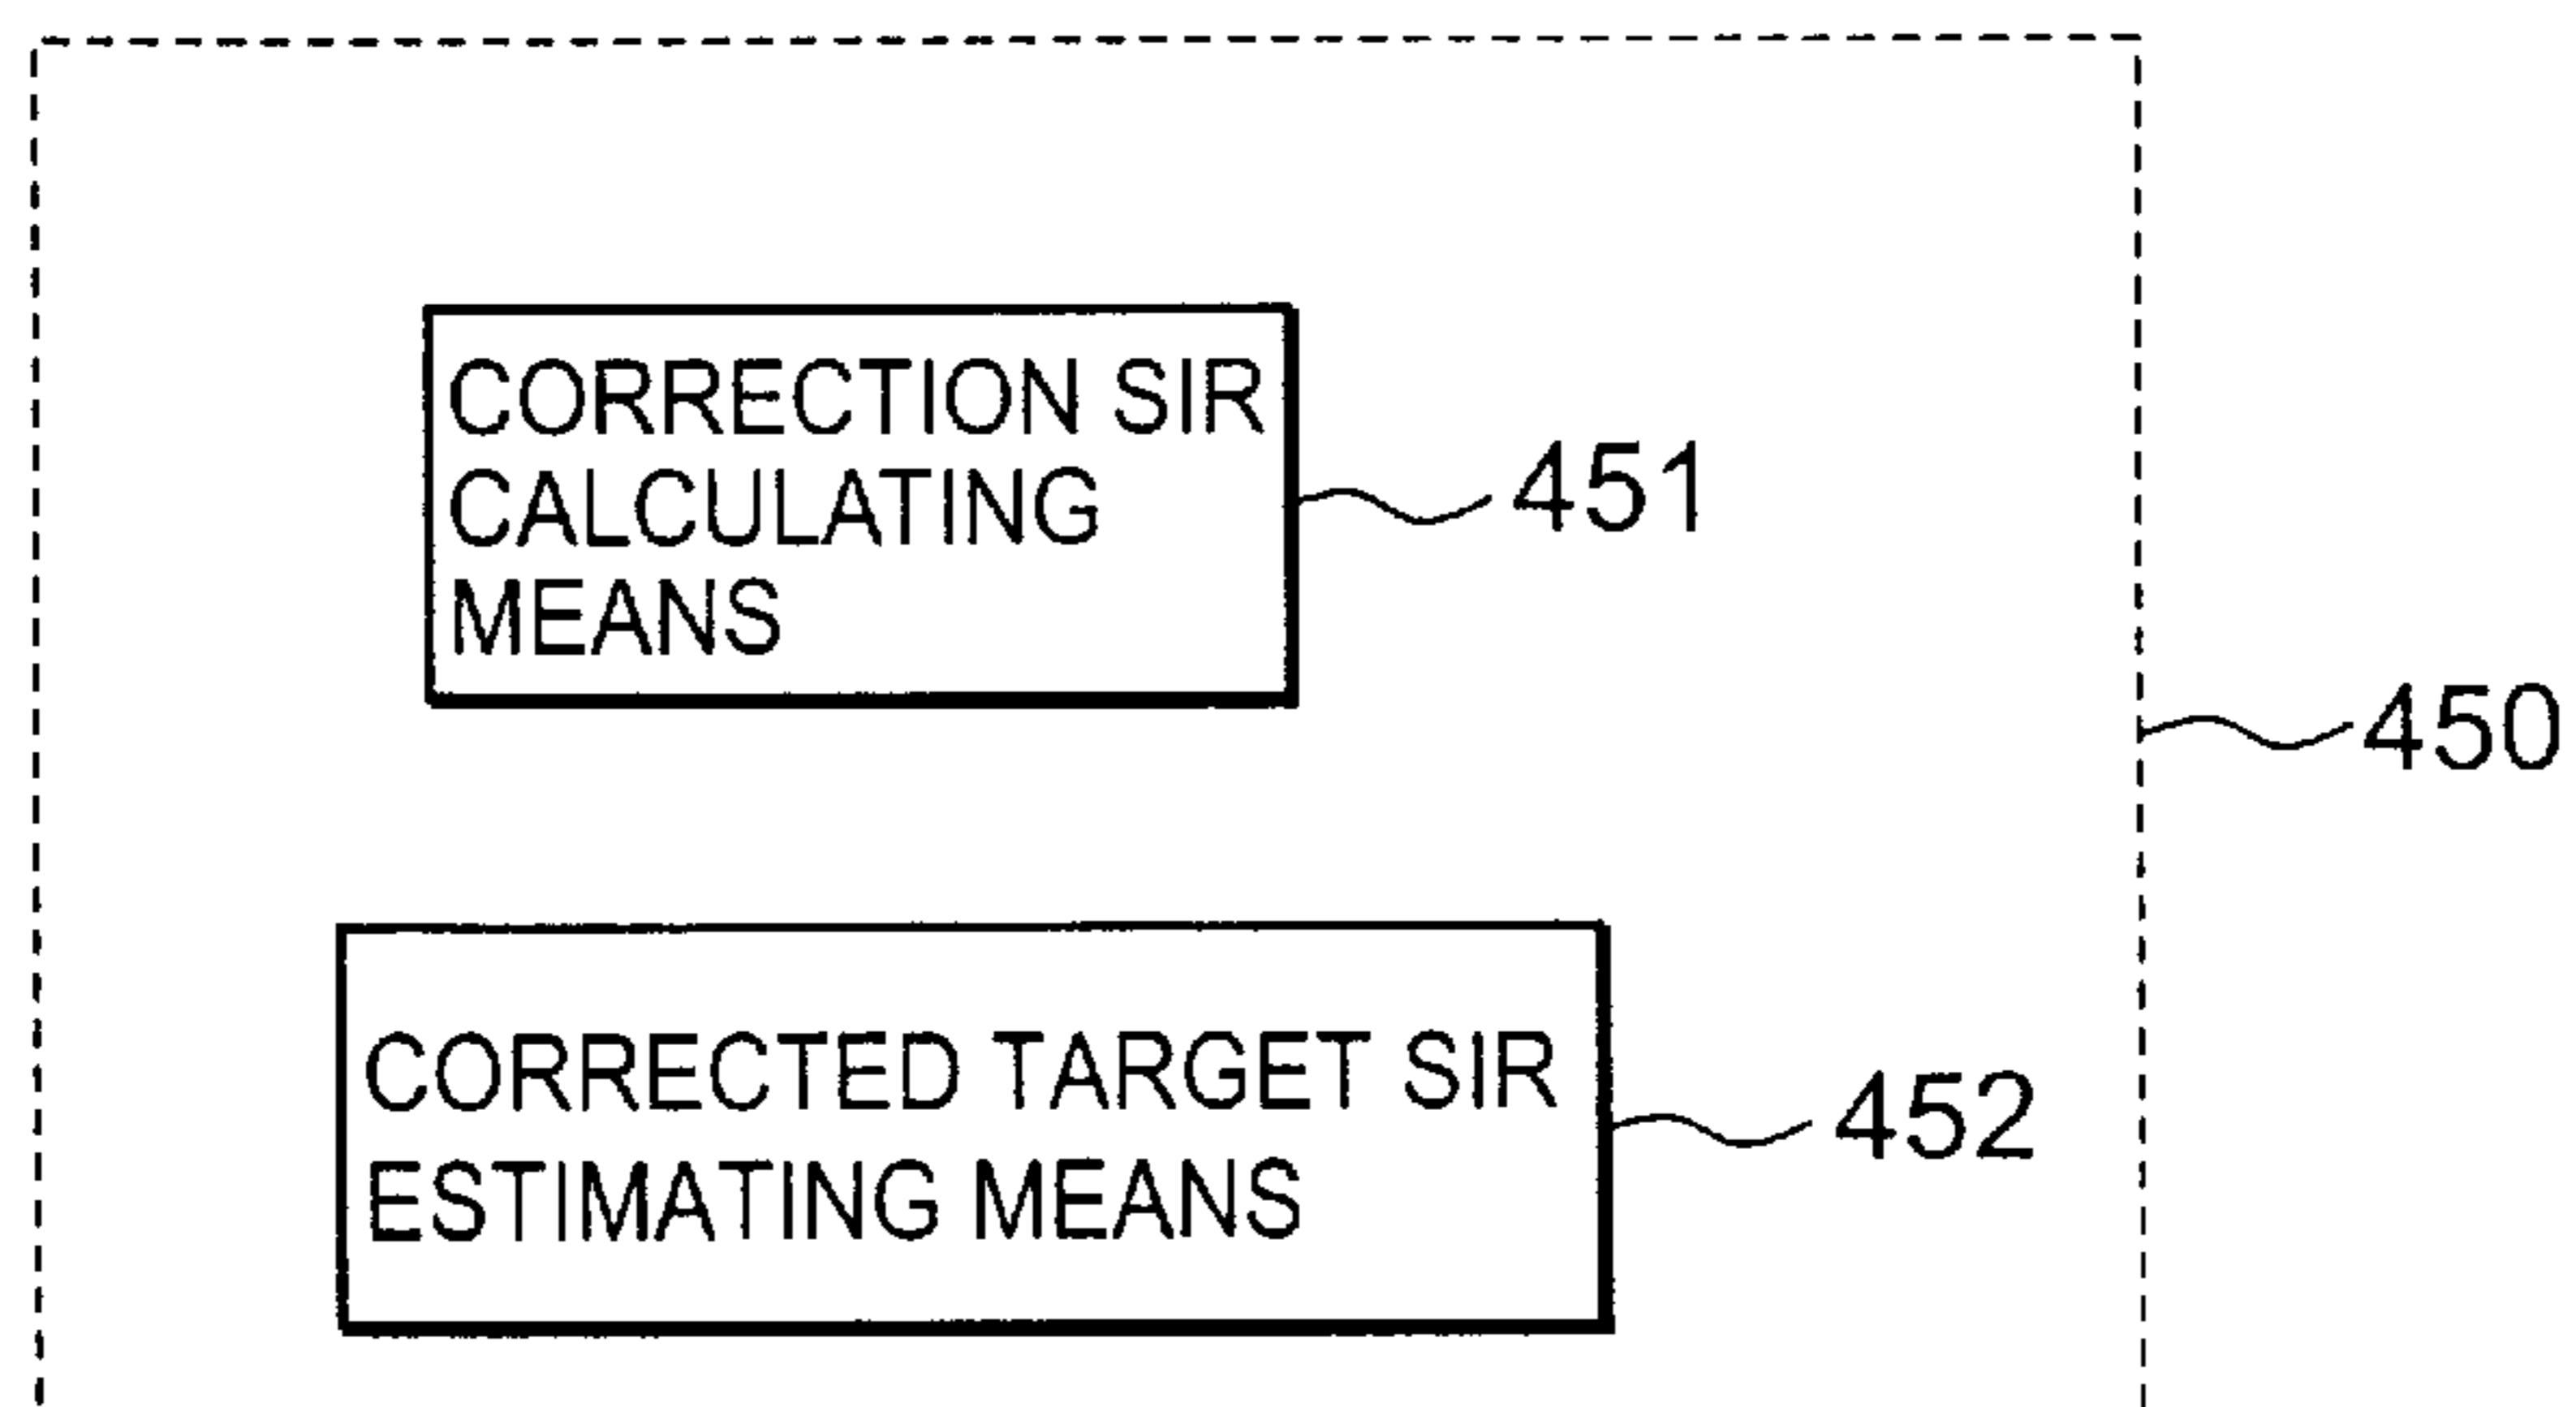 CORRECTION SIR
CALCULATING
MEANS
451
450
CORRECTED TARGET SIR
ESTIMATING MEANS
452